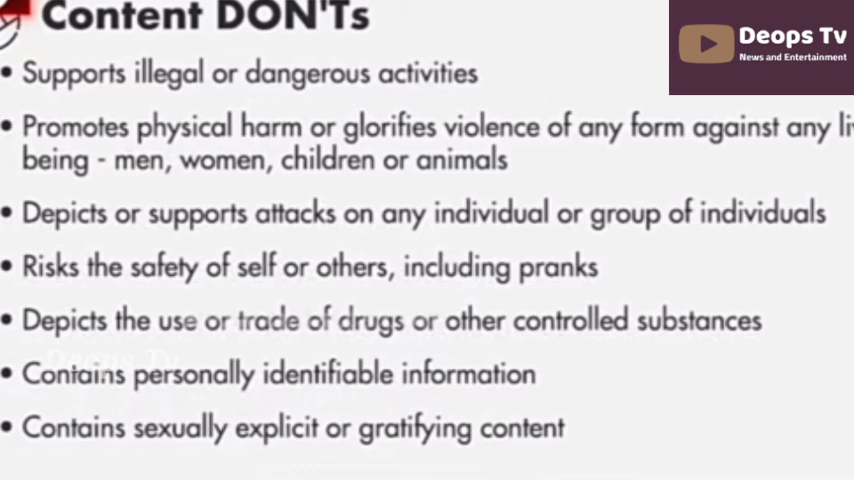 Content DON'Ts
Deops Tv
News and Entertainment
• Supports illegal or dangerous activities
• Promotes physical harm or glorifies violence of any form against any
being - men, women, children or animals
• Depicts or supports attacks on any individual or group of individuals
• Risks the safety of self or others, including pranks
• Depicts the use or trade of drugs or other controlled substances
Deops Tv
• Contains personally identifiable information
• Contains sexually explicit or gratifying content